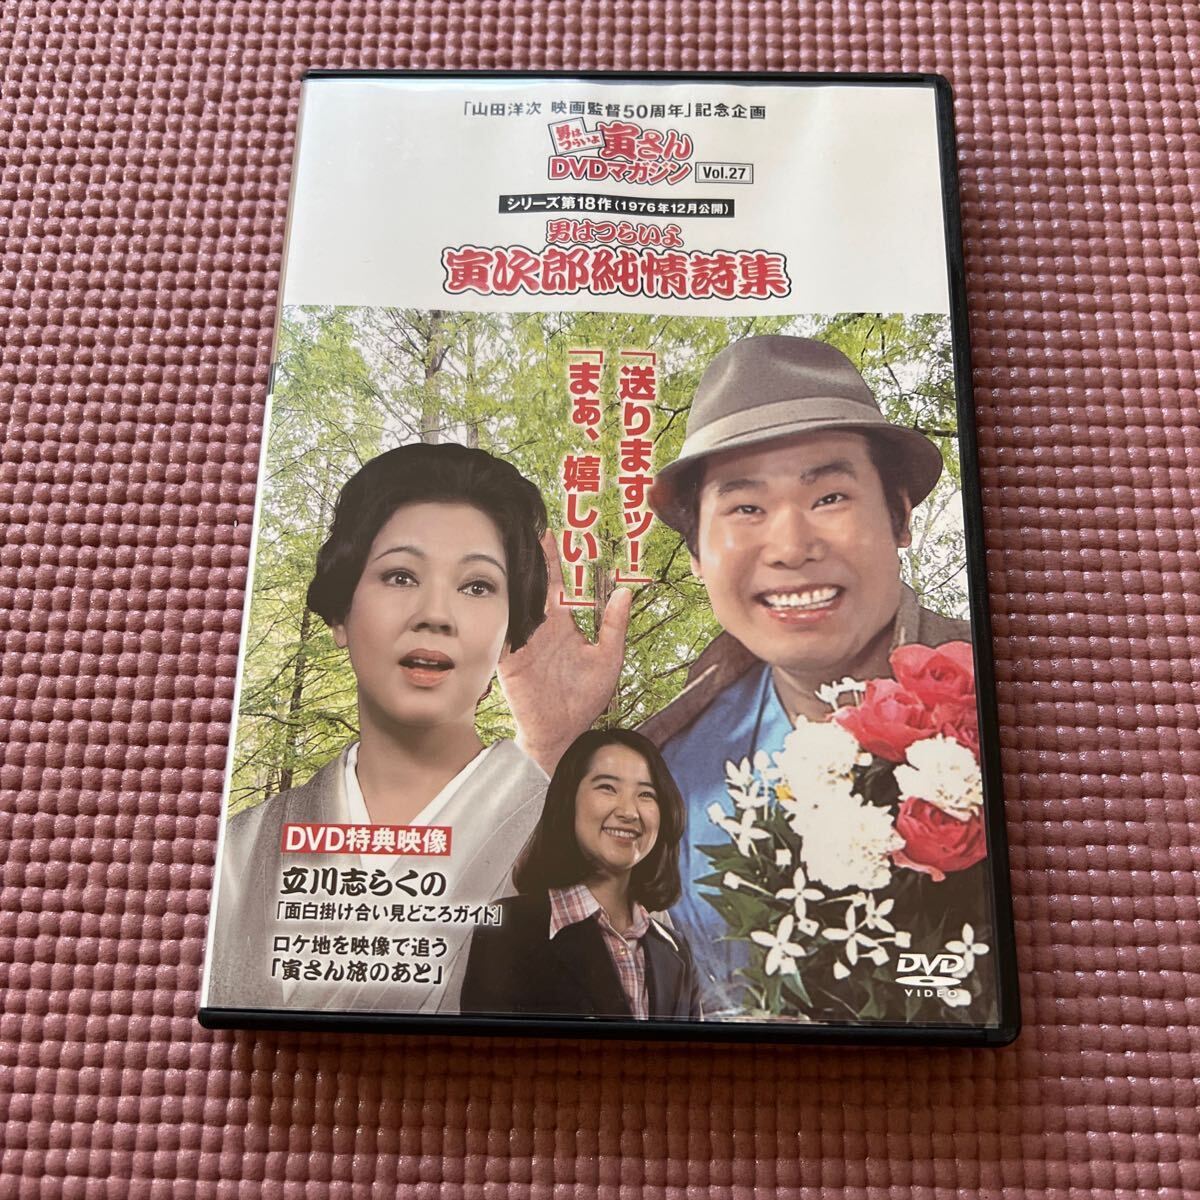 「山田洋次 映画監督50周年」記念企画
男は
つらいよ
寅さん
DVDマガジン Vol.27
シリーズ第18作(1976年12月公開)
男はつらいよ
寅次郎純情詩集
「送りますッ!」
「まぁ、嬉しい!」
DVD特典映像
立川志らくの
「面白掛け合い見どころガイド」
ロケ地を映像で追う
「寅さん旅のあと」
DVD
VIDEO